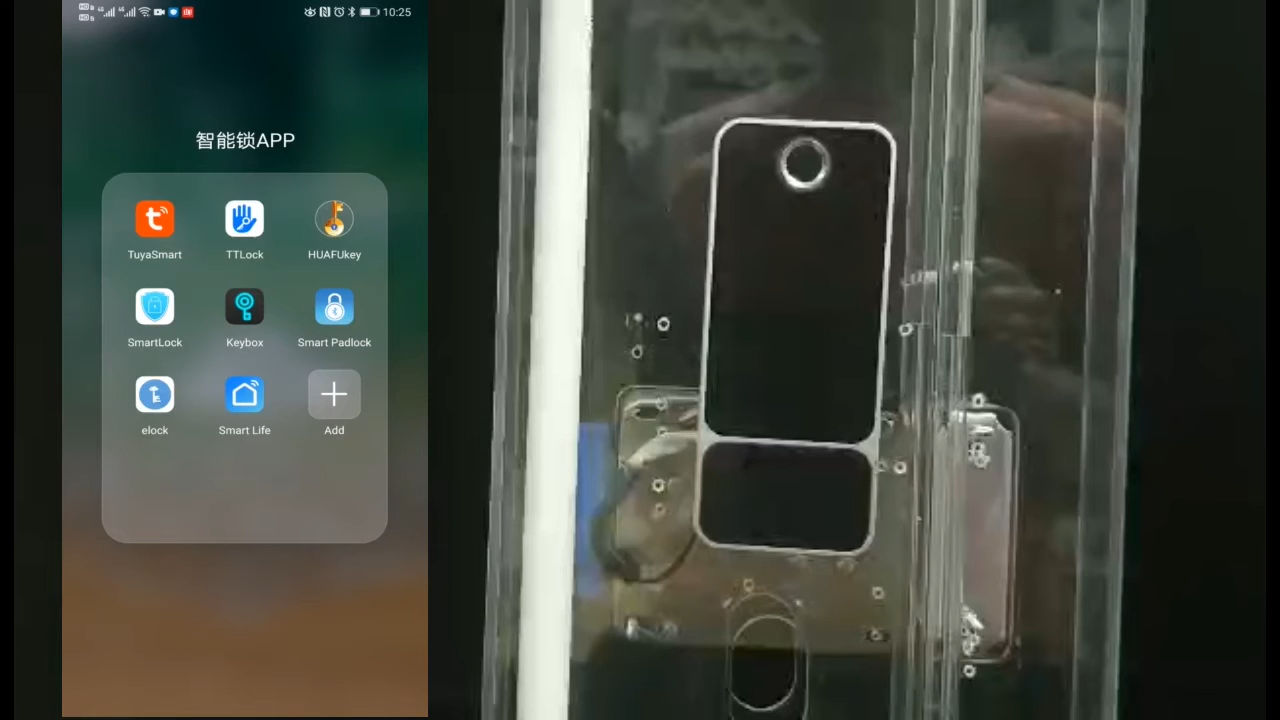 10:25
智能锁APP
TuyaSmart
TTLock
HUAFUkey
SmartLock
Keybox
Smart Padlock
elock
Smart Life
Add